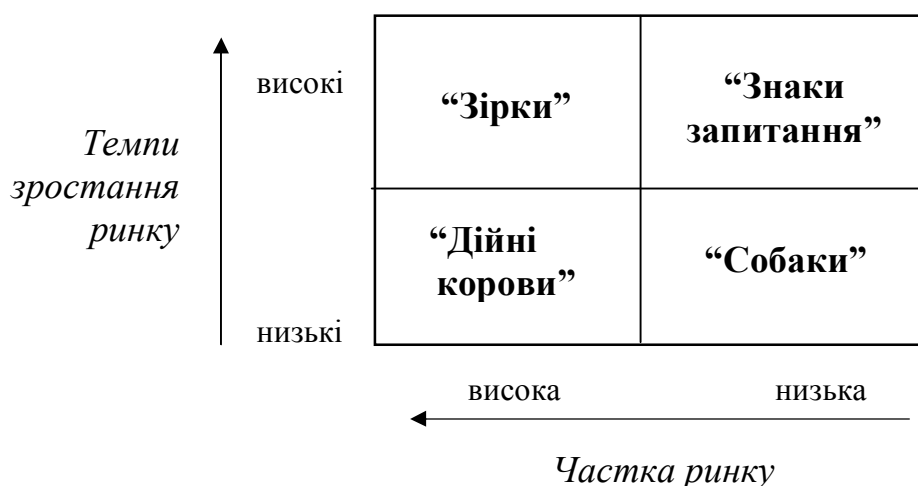 високі
“Зірки”
“Знаки
запитання”
Темпи
зростання
ринку
“Дійні
корови”
“Собаки”
низькі
висока
низька
Частка ринку